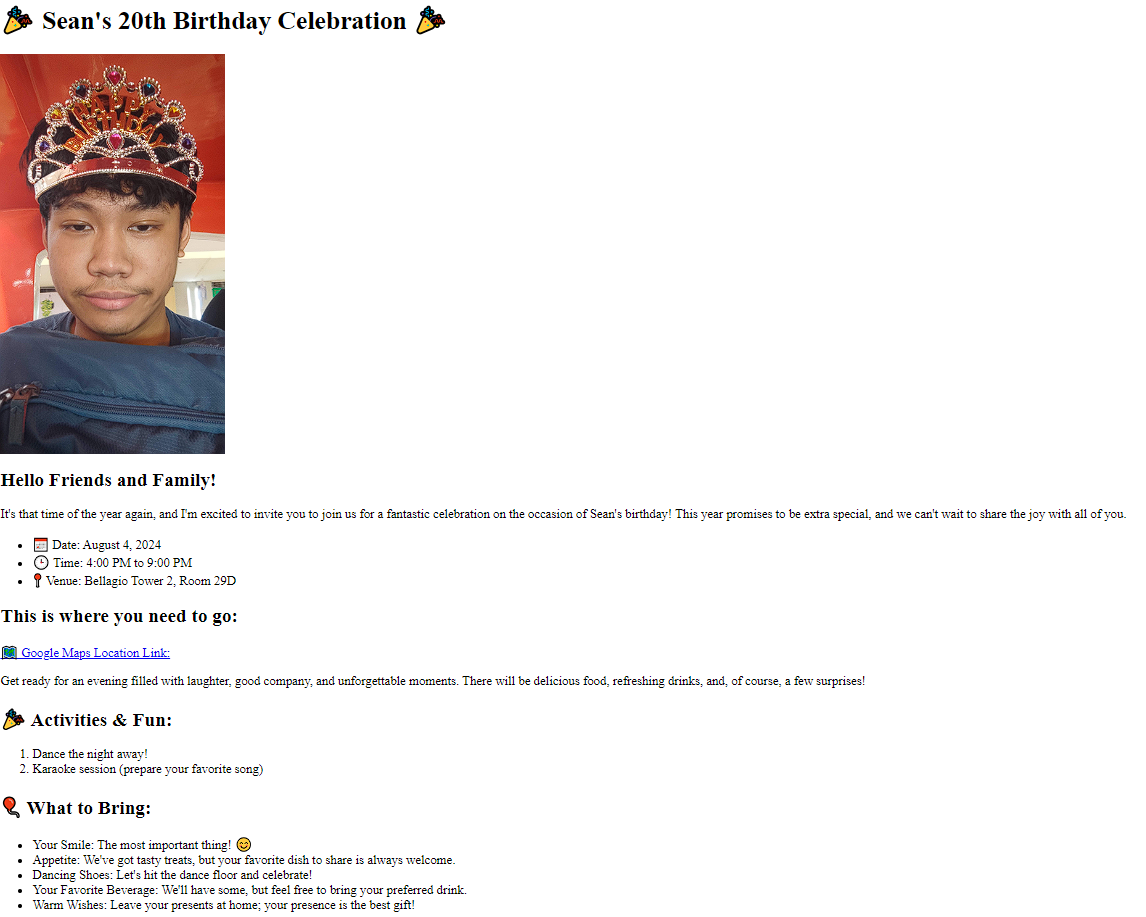 🎉 Sean's 20th Birthday Celebration 🎉
HAPPY
BIRTHDAY
Hello Friends and Family!
It's that time of the year again, and I'm excited to invite you to join us for a fantastic celebration on the occasion of Sean's birthday! This year promises to be extra special, and we can't wait to share the joy with all of you.
• 📅 Date: August 4, 2024
• 🕒 Time: 4:00 PM to 9:00 PM
• 📍 Venue: Bellagio Tower 2, Room 29D
This is where you need to go:
🗺️ Google Maps Location Link:
Get ready for an evening filled with laughter, good company, and unforgettable moments. There will be delicious food, refreshing drinks, and, of course, a few surprises!
🎉 Activities & Fun:
1. Dance the night away!
2. Karaoke session (prepare your favorite song)
🎈 What to Bring:
• Your Smile: The most important thing! 😊
• Appetite: We've got tasty treats, but your favorite dish to share is always welcome.
• Dancing Shoes: Let's hit the dance floor and celebrate!
• Your Favorite Beverage: We'll have some, but feel free to bring your preferred drink.
• Warm Wishes: Leave your presents at home; your presence is the best gift!